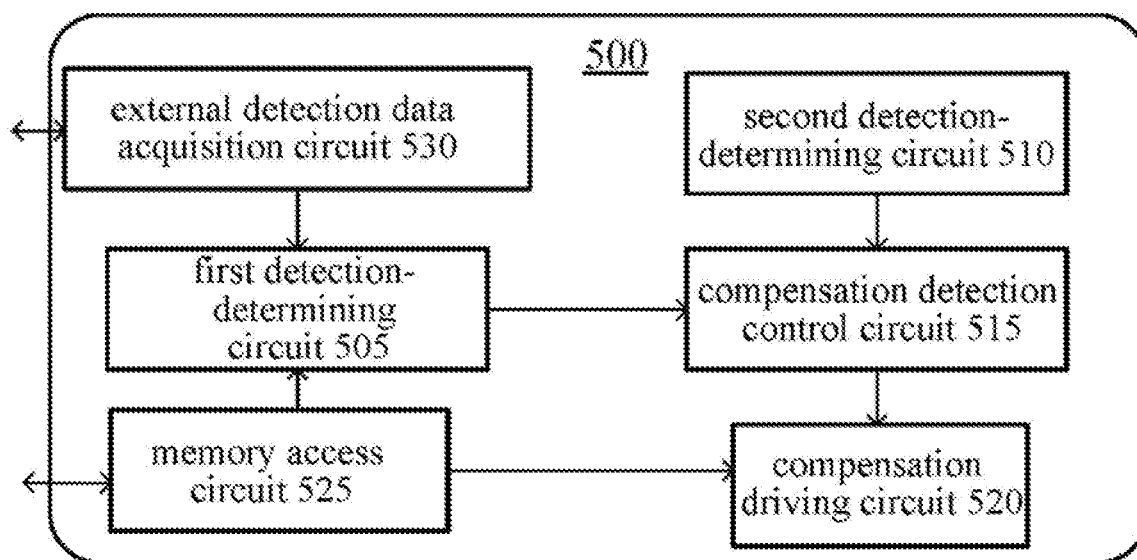 500
external detection data
acquisition circuit 530
second detection-
determining circuit 510
first detection-
determining
circuit 505
compensation detection
control circuit 515
memory access
circuit 525
compensation
driving circuit 520